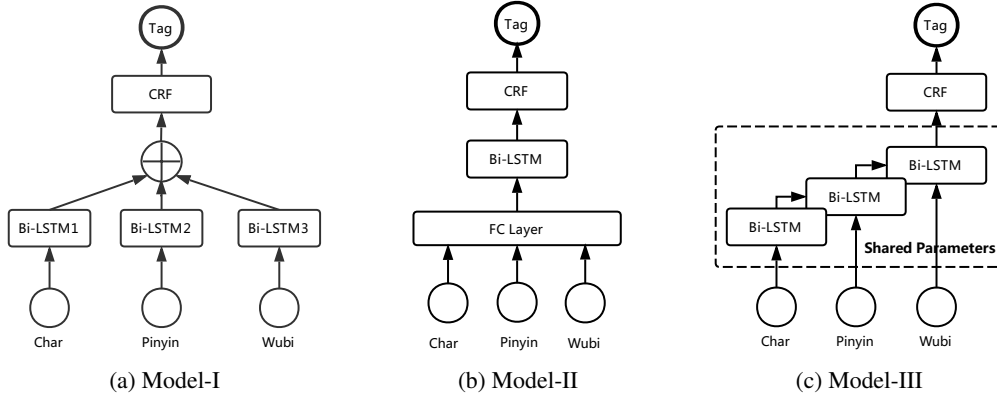 Tag
CRF
Bi-LSTM1
Bi-LSTM2
Bi-LSTM3
Char
Pinyin
Wubi
(a) Model-I
Tag
CRF
Bi-LSTM
FC Layer
Char
Pinyin
Wubi
(b) Model-II
Tag
CRF
Bi-LSTM
Bi-LSTM
Bi-LSTM
Shared Parameters
Char
Pinyin
Wubi
(c) Model-III